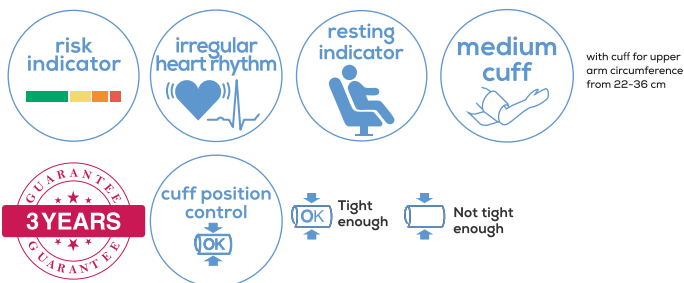 risk
indicator
irregular
heart rhythm
resting
indicator
medium
cuff
with cuff for upper
arm circumference
from 22-36 cm
GUARANTEE
3 YEARS
GUARANTEE
cuff position
control
OK
OK
Tight
enough
Not tight
enough